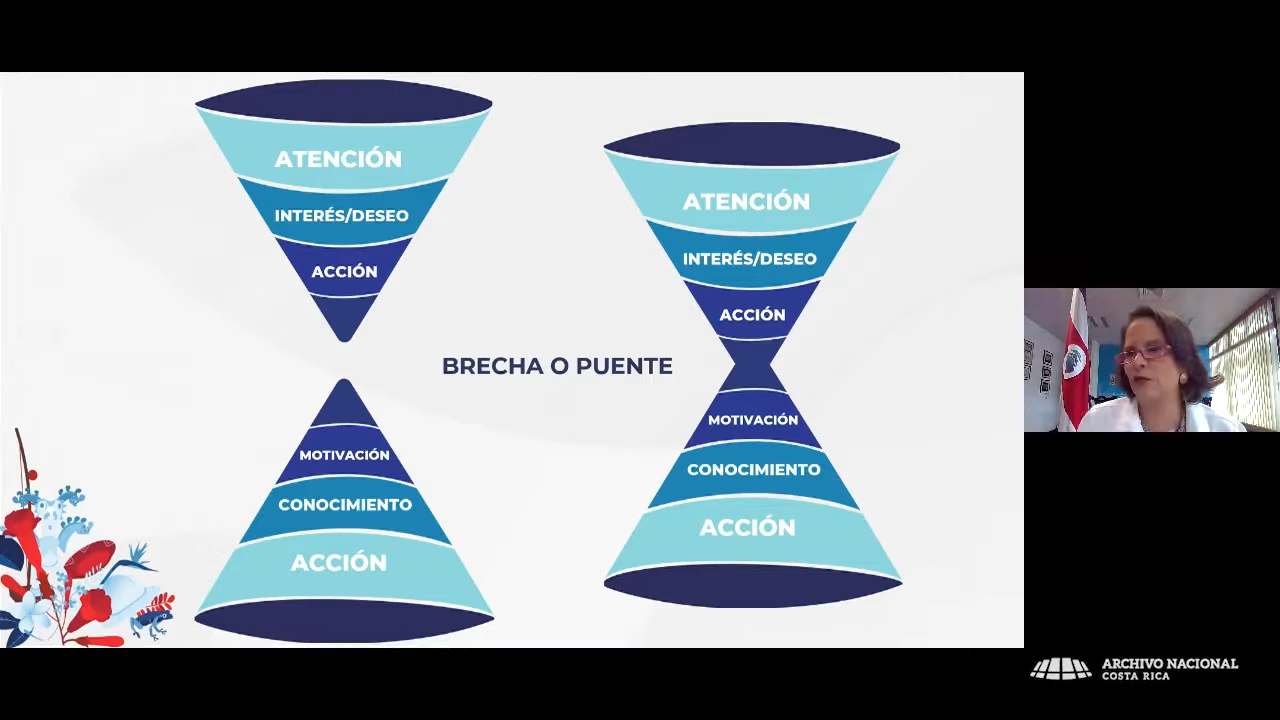 ATENCIÓN
INTERÉS/DESEO
ACCIÓN
MOTIVACIÓN
CONOCIMIENTO
ACCIÓN
BRECHA O PUENTE
ATENCIÓN
INTERÉS/DESEO
ACCIÓN
MOTIVACIÓN
CONOCIMIENTO
ACCIÓN
ARCHIVO NACIONAL
COSTA RICA